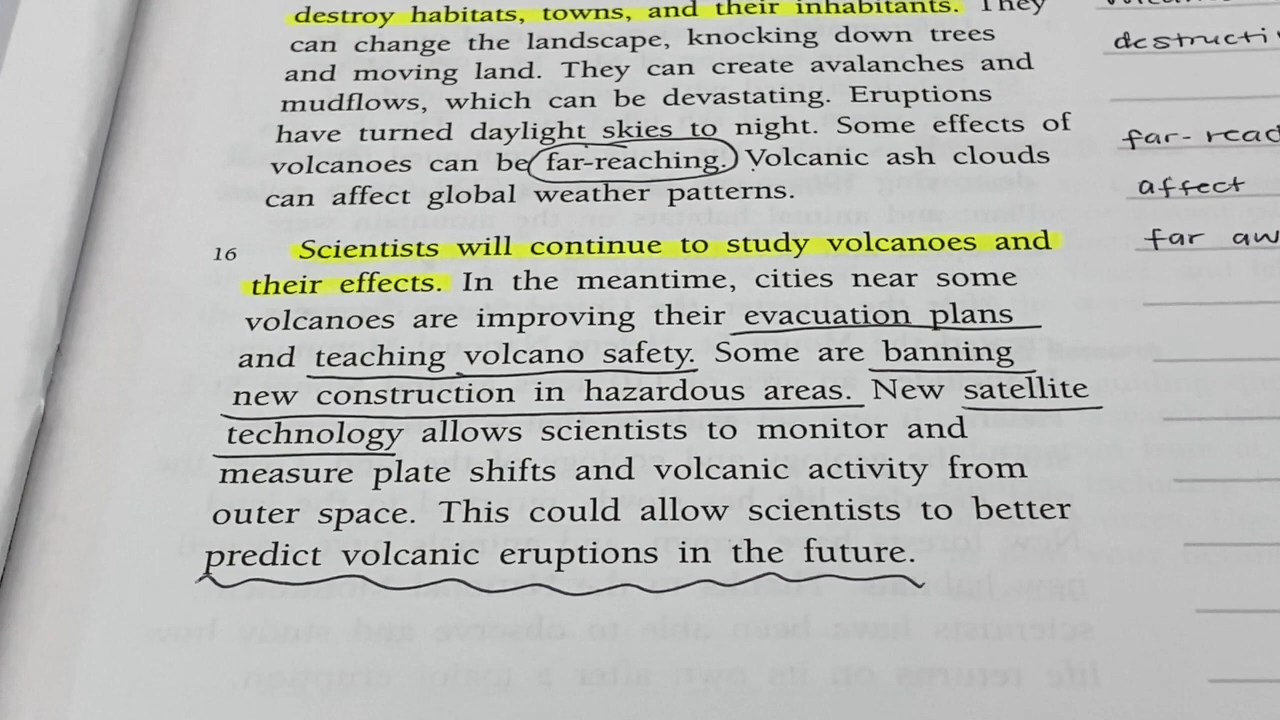 destroy habitats, towns, and their inhabitants. They
can change the landscape, knocking down trees
destructi
and moving land. They can create avalanches and
mudflows, which can be devastating. Eruptions
have turned daylight skies to night. Some effects of
far-reac
volcanoes can be far-reaching. Volcanic ash clouds
affect
can affect global weather patterns.
far aw
16 Scientists will continue to study volcanoes and
their effects. In the meantime, cities near some
volcanoes are improving their evacuation plans
and teaching volcano safety. Some are banning
new construction in hazardous areas. New satellite
technology allows scientists to monitor and
measure plate shifts and volcanic activity from
outer space. This could allow scientists to better
predict volcanic eruptions in the future.